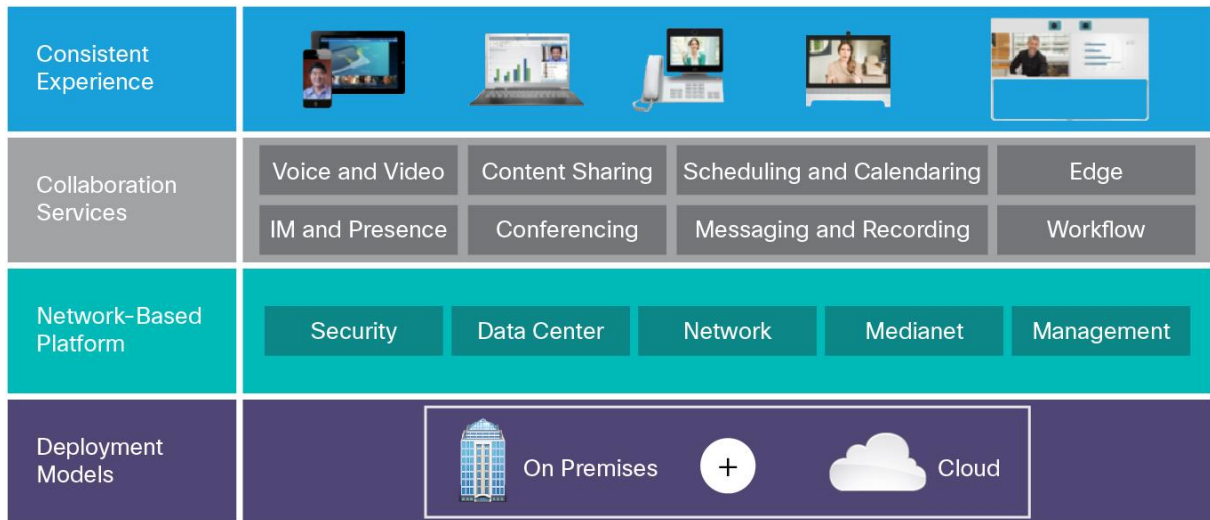 Consistent
Experience
Collaboration
Services
Voice and Video
Content Sharing
Scheduling and Calendaring
Edge
IM and Presence
Conferencing
Messaging and Recording
Workflow
Network-Based
Platform
Security
Data Center
Network
Medianet
Management
Deployment
Models
On Premises
+
Cloud